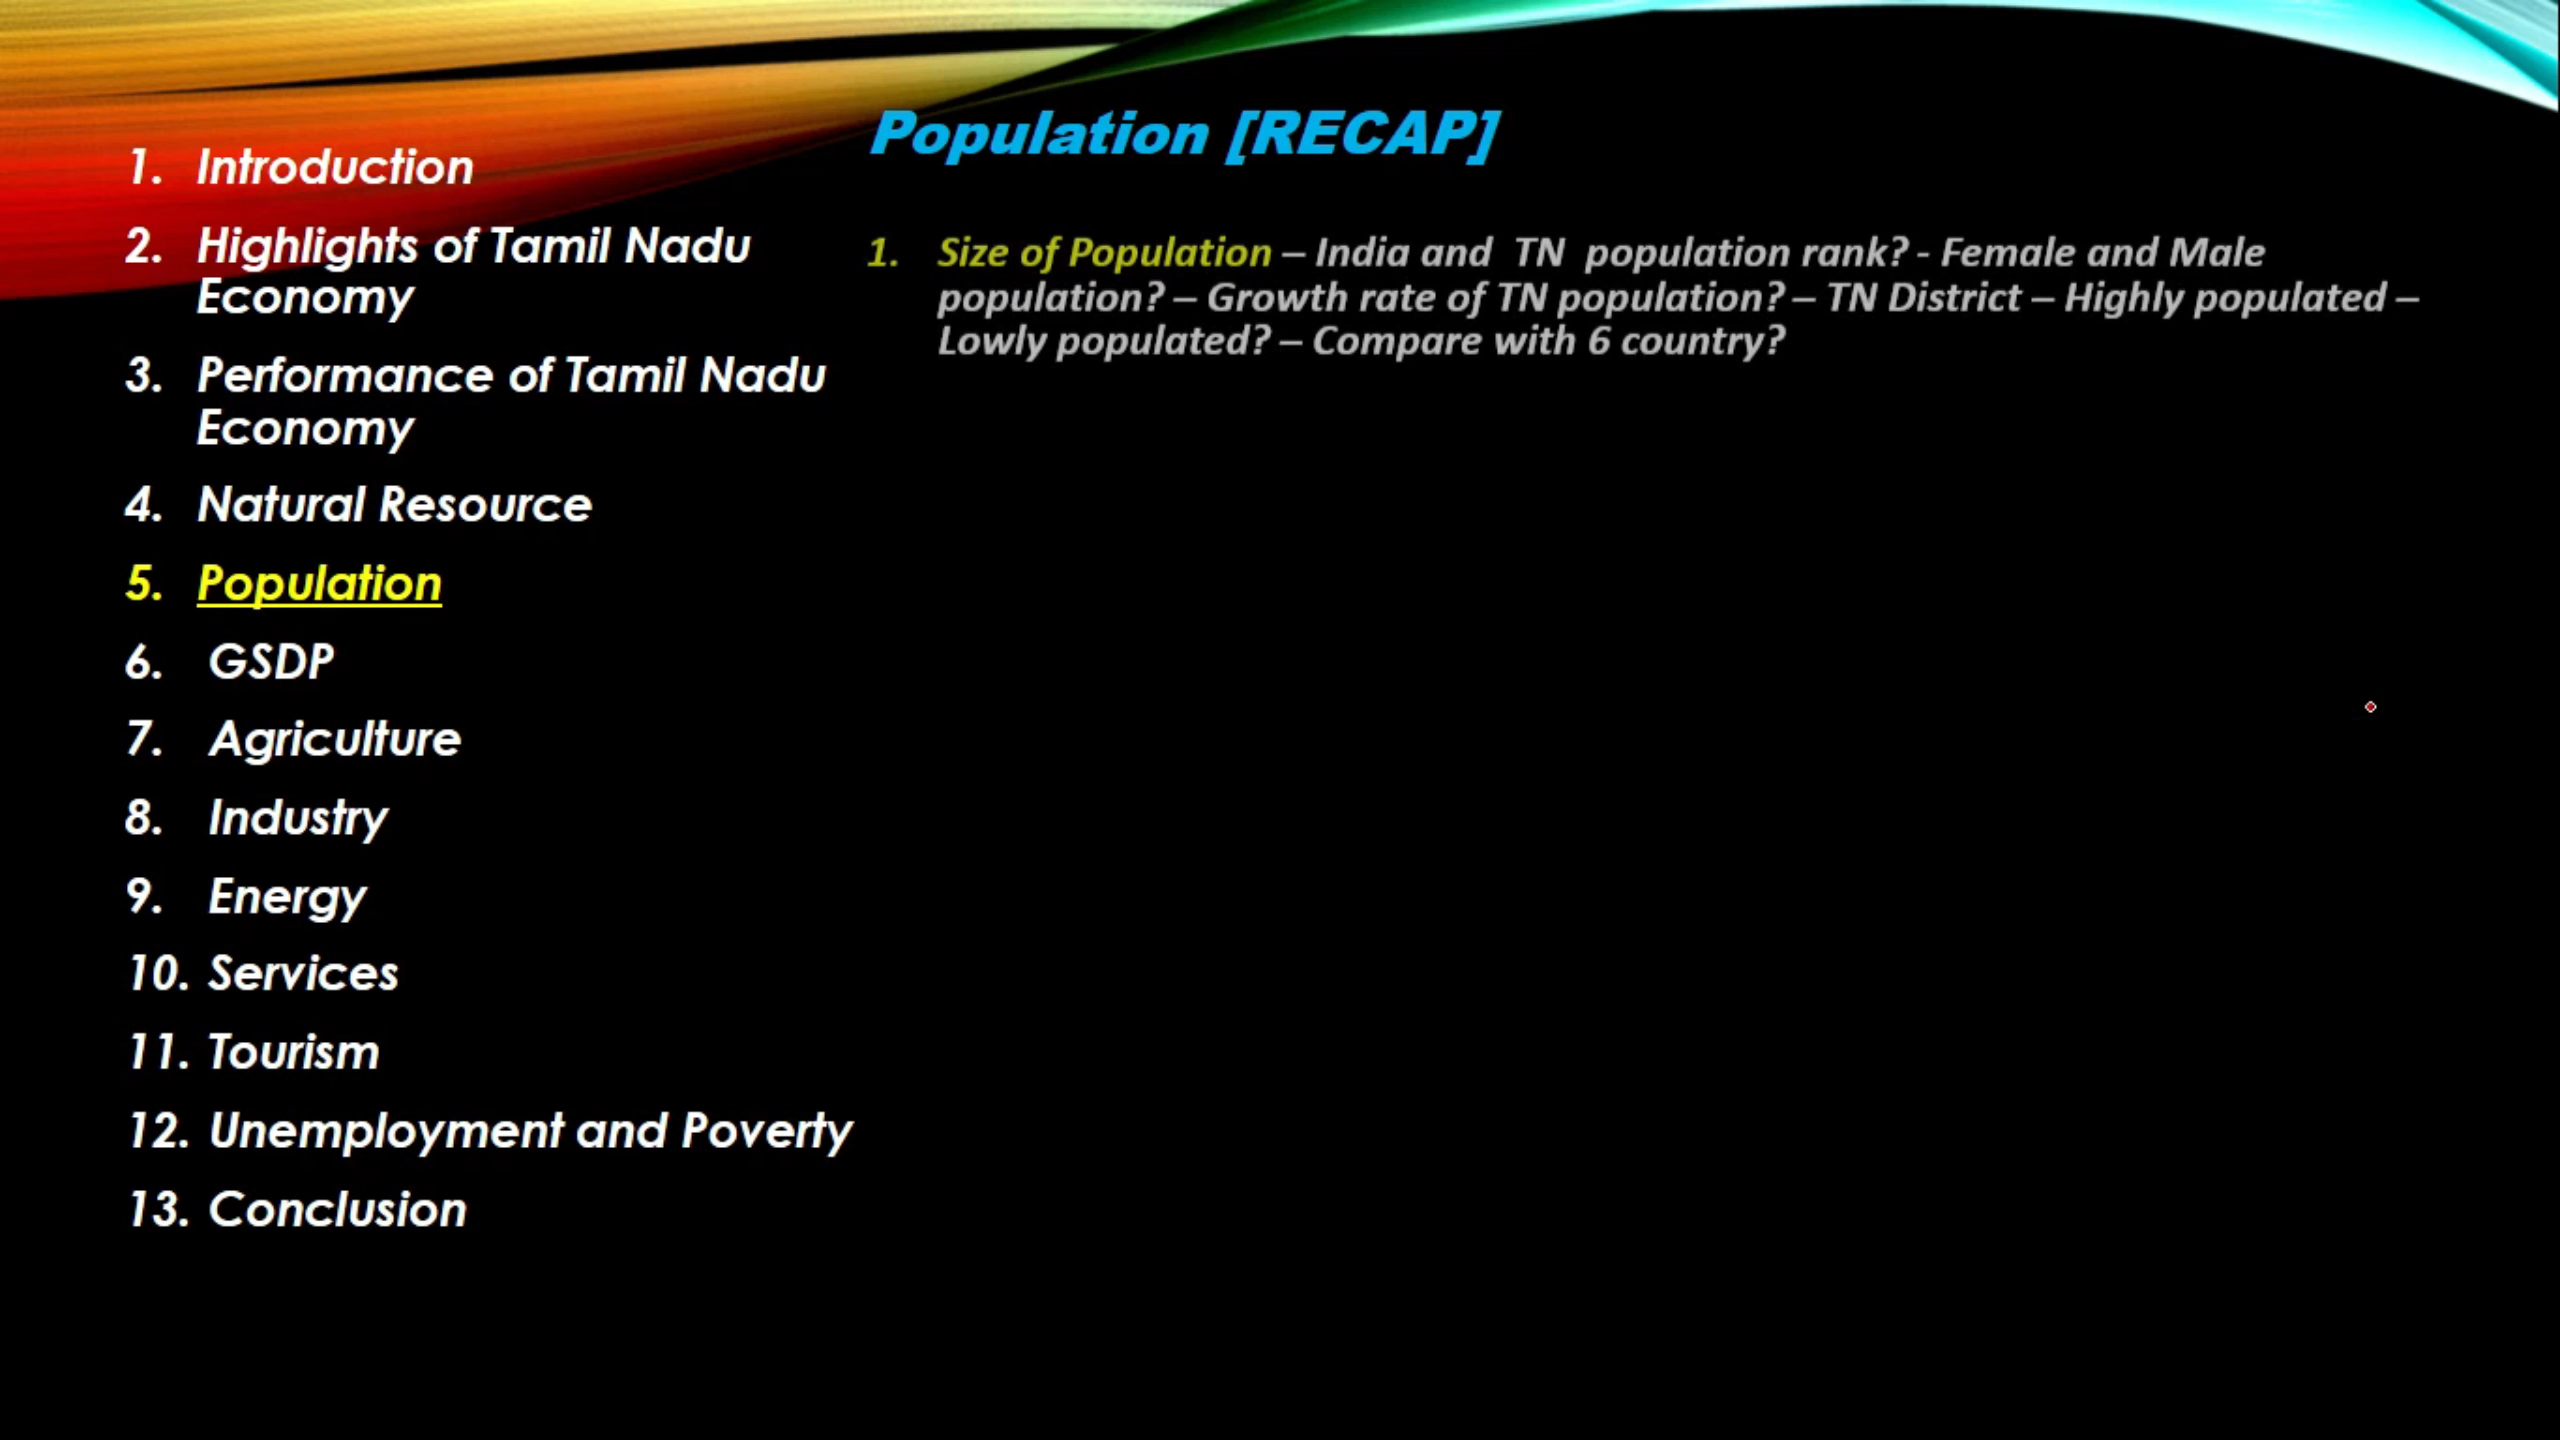 1. Introduction
2. Highlights of Tamil Nadu
Economy
3. Performance of Tamil Nadu
Economy
4. Natural Resource
5. Population
6. GSDP
7. Agriculture
8. Industry
9. Energy
10. Services
11. Tourism
12. Unemployment and Poverty
13. Conclusion
Population [RECAP]
1. Size of Population – India and TN population rank? - Female and Male
population? – Growth rate of TN population? – TN District – Highly populated –
Lowly populated? – Compare with 6 country?